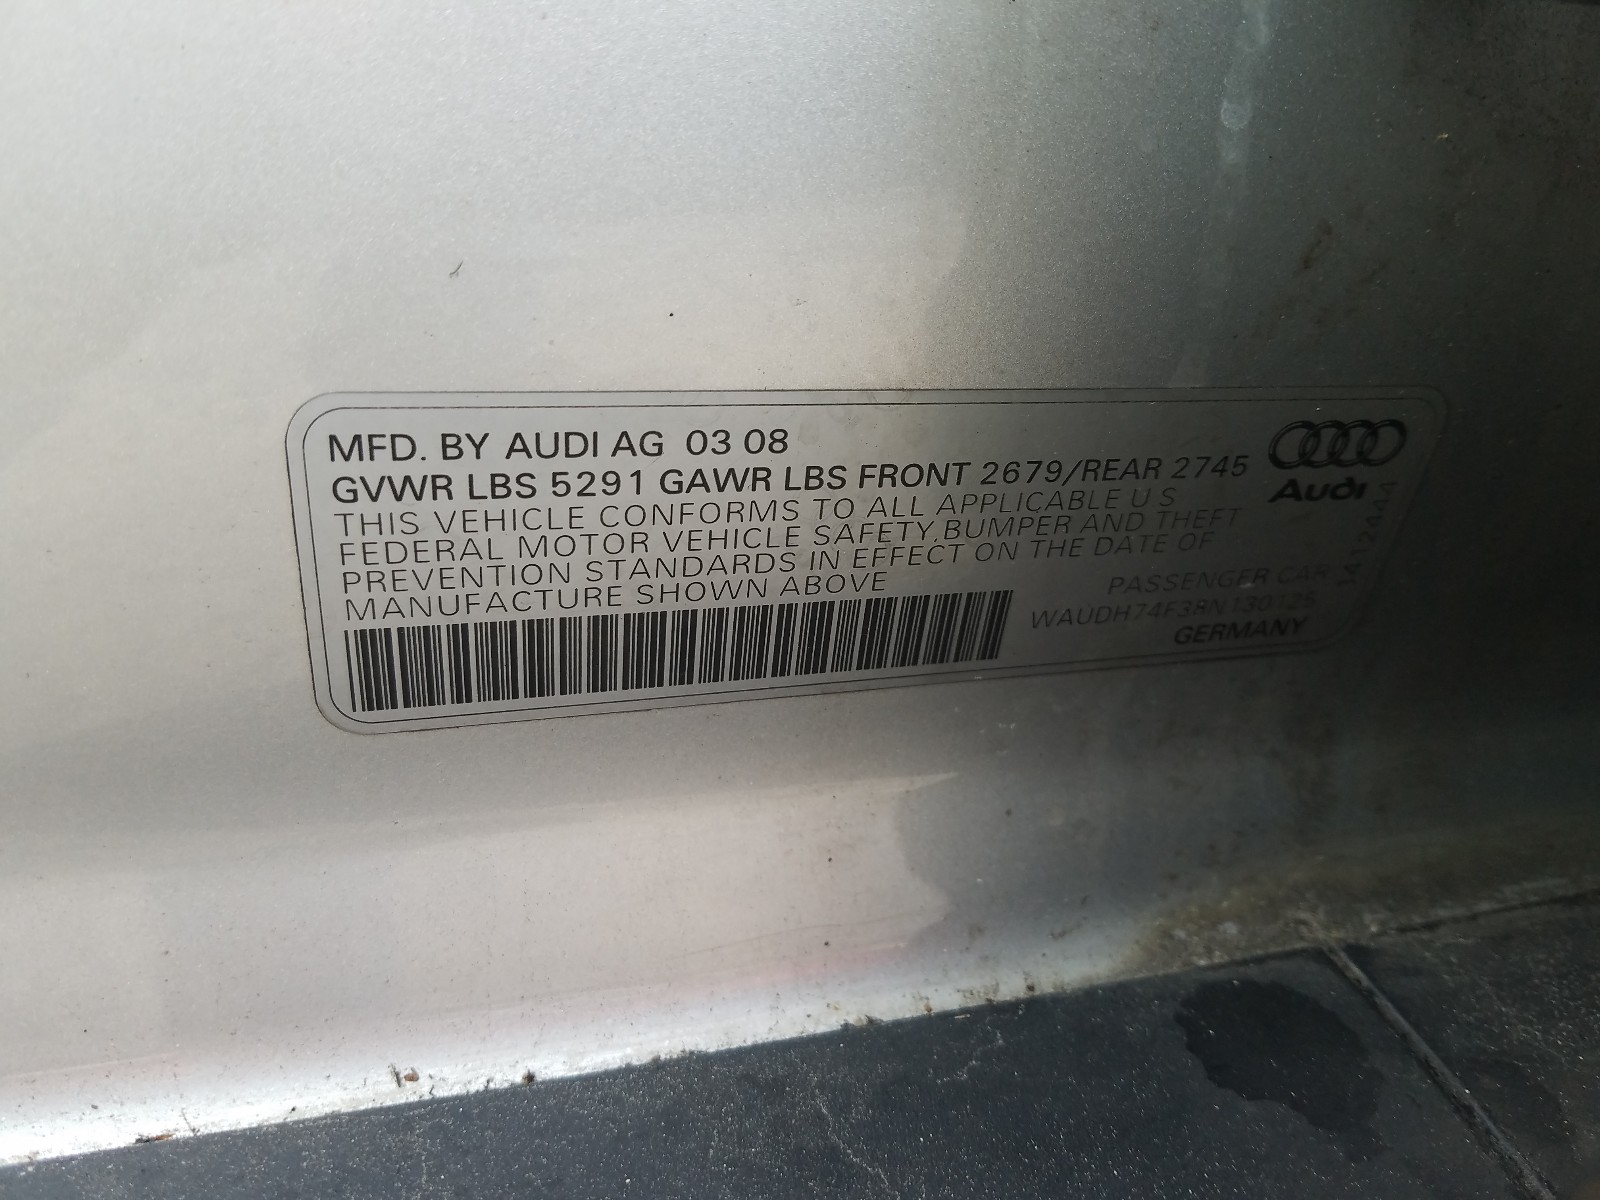 MFD. BY AUDI AG 03 08
GVWR LBS 5291 GAWR LBS FRONT 2679/REAR 2745
Audi
THIS VEHICLE CONFORMS TO ALL APPLICABLE U S
FEDERAL MOTOR VEHICLE SAFETY, BUMPER AND THEFT
PREVENTION STANDARDS IN EFFECT ON THE DATE OF
MANUFACTURE SHOWN ABOVE
PASSENGER CAR
WAUDH74F38N130125
GERMANY